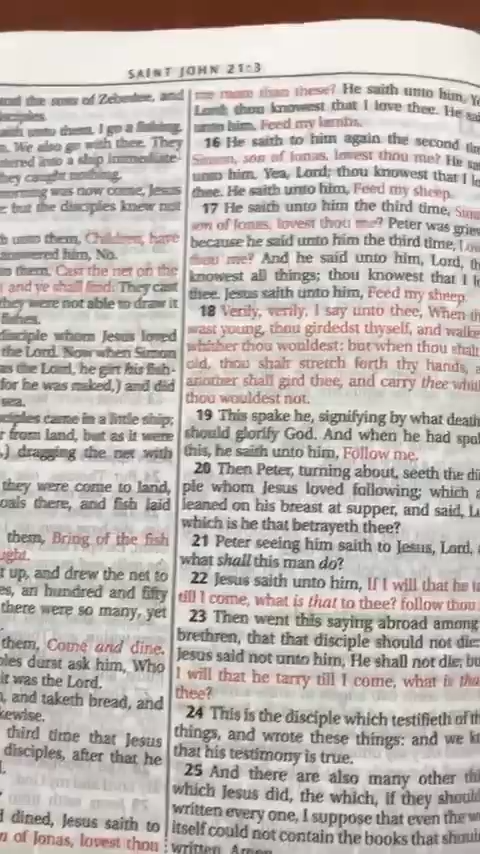 SAINT JOHN 21:3
and the sons of Zebedee, and
disciples.
saith unto them, I go a fishing.
We also go with thee. They
entered into a ship immediate-
they caught nothing.
morning was now come, Jesus
but the disciples knew not
unto them, Children, have
answered him, No.
them, Cast the net on the
and ye shall find. They cast
they were not able to draw it
fishes.
disciple whom Jesus loved
the Lord. Now when Simon
as the Lord, he girt his fish-
for he was naked,) and did
sea.
disciples came in a little ship;
from land, but as it were
dragging the net with
they were come to land,
coals there, and fish laid
them, Bring of the fish
up, and drew the net to
an hundred and fifty
there were so many, yet
them, Come and dine.
durst ask him, Who
it was the Lord.
and taketh bread, and
third time that Jesus
disciples, after that he
dined, Jesus saith to
of Jonas, lovest thou
me more than these? He saith unto him,
Lord; thou knowest that I love thee. He
unto him, Feed my lambs.
16 He saith to him again the second
Simon, son of Jonas, lovest thou me? He
unto him, Yea, Lord; thou knowest that I
thee. He saith unto him, Feed my sheep.
17 He saith unto him the third time,
son of Jonas, lovest thou me? Peter was
because he said unto him the third time,
thou me? And he said unto him, Lord,
knowest all things; thou knowest that I
thee. Jesus saith unto him, Feed my sheep.
18 Verily, verily, I say unto thee, When
wast young, thou girdedst thyself, and
whither thou wouldest: but when thou
old, thou shalt stretch forth thy hands,
another shall gird thee, and carry thee
thou wouldest not.
19 This spake he, signifying by what death
should glorify God. And when he had
this, he saith unto him, Follow me.
20 Then Peter, turning about, seeth the
ple whom Jesus loved following; which
leaned on his breast at supper, and said,
which is he that betrayeth thee?
21 Peter seeing him saith to Jesus, Lord,
what shall this man do?
22 Jesus saith unto him, If I will that he
till I come, what is that to thee? follow thou
23 Then went this saying abroad among
brethren, that that disciple should not die:
Jesus said not unto him, He shall not die;
I will that he tarry till I come, what is
thee?
24 This is the disciple which testifieth of
things, and wrote these things: and we
that his testimony is true.
25 And there are also many other
which Jesus did, the which, if they should
written every one, I suppose that even the
itself could not contain the books that
written. Amen.